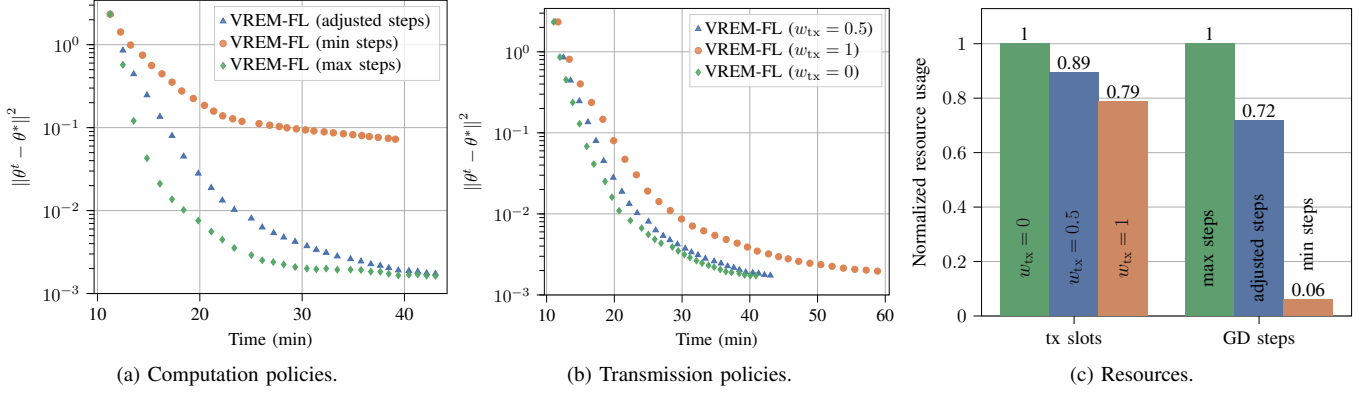 VREM-FL (adjusted steps)
VREM-FL (min steps)
VREM-FL (max steps)
10^0
10^{-1}
10^{-2}
10^{-3}
||θ^t − θ*||^2
10
20
30
40
Time (min)
(a) Computation policies.
VREM-FL (w_tx = 0.5)
VREM-FL (w_tx = 1)
VREM-FL (w_tx = 0)
10^0
10^{-1}
10^{-2}
10^{-3}
||θ^t − θ*||^2
10
20
30
40
50
60
Time (min)
(b) Transmission policies.
Normalized resource usage
1
0.8
0.6
0.4
0.2
0
1
0.89
0.79
1
0.72
0.06
w_tx = 0
w_tx = 0.5
w_tx = 1
max steps
adjusted steps
min steps
tx slots
GD steps
(c) Resources.